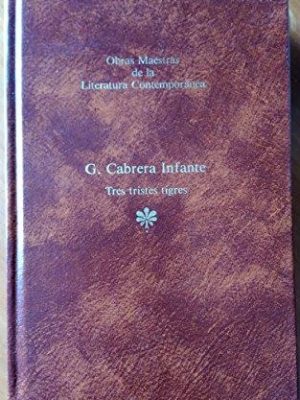 Obras Maestras
de la
Literatura Contemporánea
G. Cabrera Infante
Tres tristes tigres